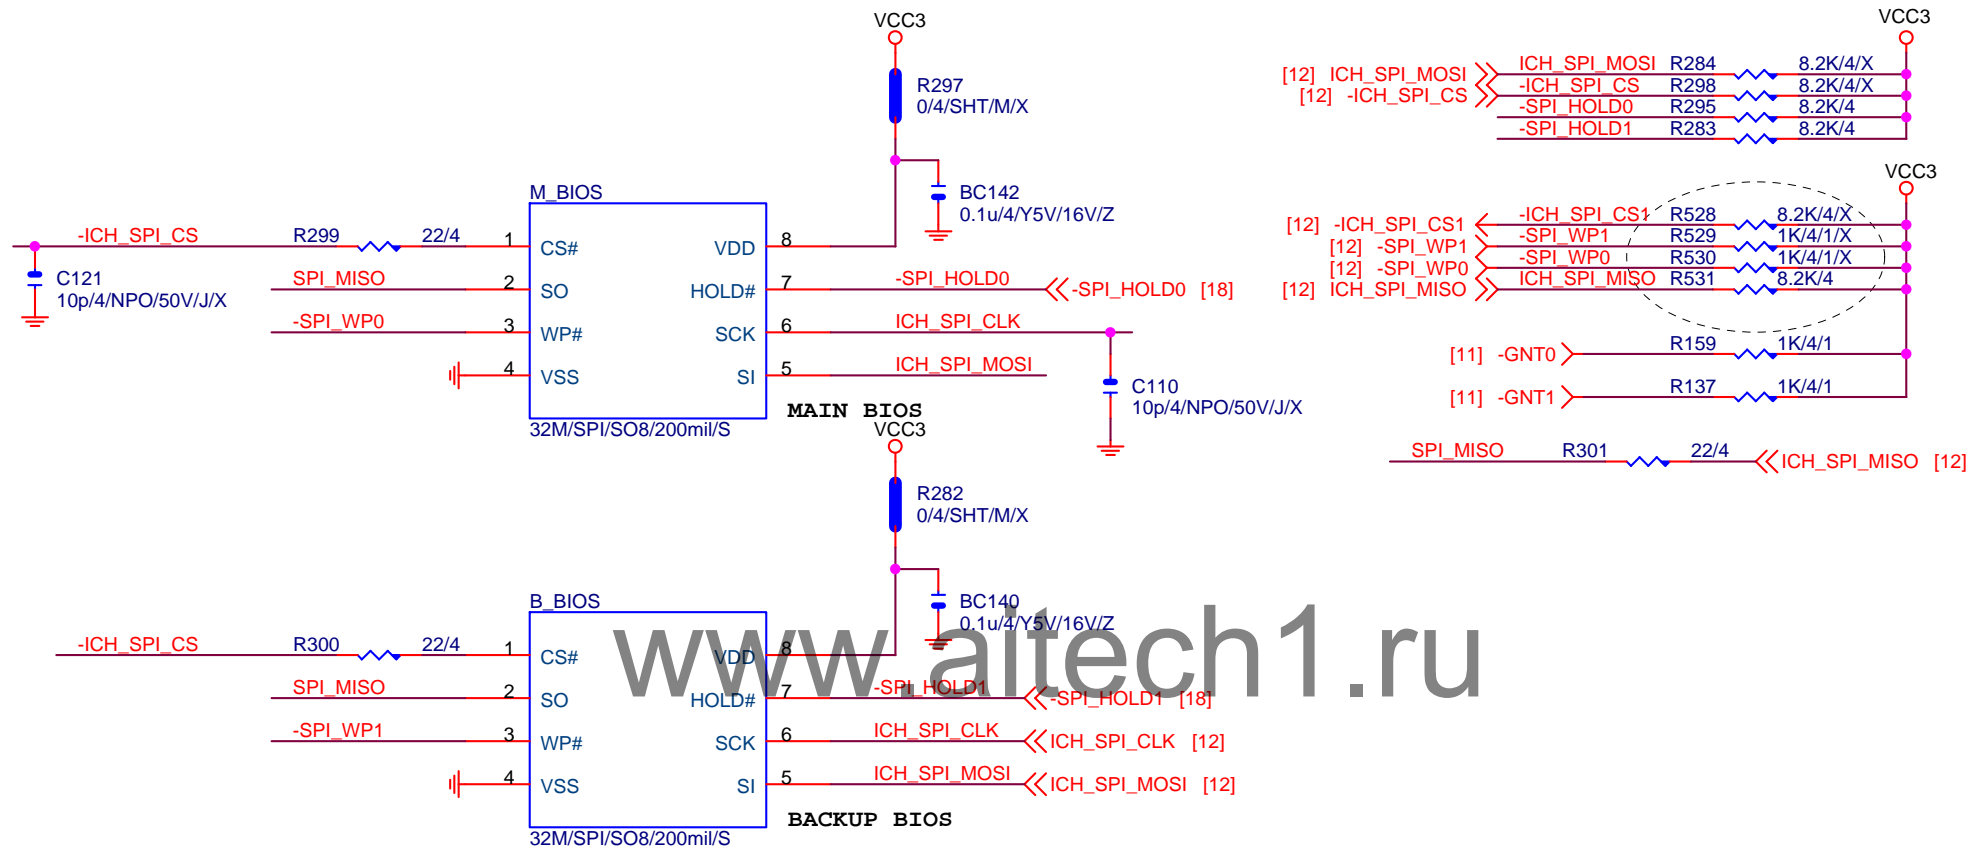 VCC3
R297
0/4/SHT/M/X
BC142
0.1u/4/Y5V/16V/Z
M_BIOS
-ICH_SPI_CS R299 22/4 1 CS# VDD 8
C121
10p/4/NPO/50V/J/X
SPI_MISO 2 SO HOLD# 7 -SPI_HOLD0 -SPI_HOLD0 [18]
-SPI_WP0 3 WP# SCK 6 ICH_SPI_CLK
4 VSS SI 5 ICH_SPI_MOSI
C110
10p/4/NPO/50V/J/X
MAIN BIOS
32M/SPI/SO8/200mil/S
VCC3
R282
0/4/SHT/M/X
BC140
0.1u/4/Y5V/16V/Z
B_BIOS
-ICH_SPI_CS R300 22/4 1 CS# VDD 8
SPI_MISO 2 SO HOLD# 7 -SPI_HOLD1 -SPI_HOLD1 [18]
-SPI_WP1 3 WP# SCK 6 ICH_SPI_CLK ICH_SPI_CLK [12]
4 VSS SI 5 ICH_SPI_MOSI ICH_SPI_MOSI [12]
BACKUP BIOS
32M/SPI/SO8/200mil/S
www.aitech1.ru
VCC3
[12] ICH_SPI_MOSI ICH_SPI_MOSI R284 8.2K/4/X
[12] -ICH_SPI_CS -ICH_SPI_CS R298 8.2K/4/X
-SPI_HOLD0 R295 8.2K/4
-SPI_HOLD1 R283 8.2K/4
VCC3
[12] -ICH_SPI_CS1 -ICH_SPI_CS1 R528 8.2K/4/X
[12] -SPI_WP1 -SPI_WP1 R529 1K/4/1/X
[12] -SPI_WP0 -SPI_WP0 R530 1K/4/1/X
[12] ICH_SPI_MISO ICH_SPI_MISO R531 8.2K/4
[11] -GNT0 R159 1K/4/1
[11] -GNT1 R137 1K/4/1
SPI_MISO R301 22/4 ICH_SPI_MISO [12]